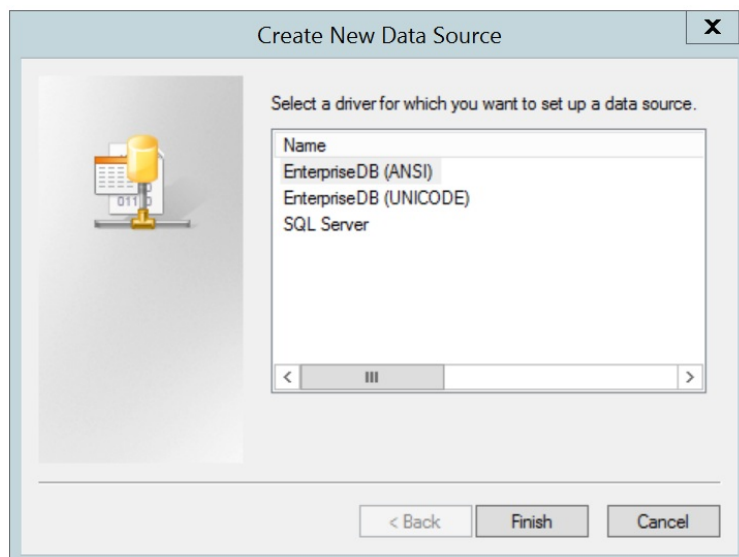 Create New Data Source
X
Select a driver for which you want to set up a data source.
Name
EnterpriseDB (ANSI)
EnterpriseDB (UNICODE)
SQL Server
< Back
Finish
Cancel